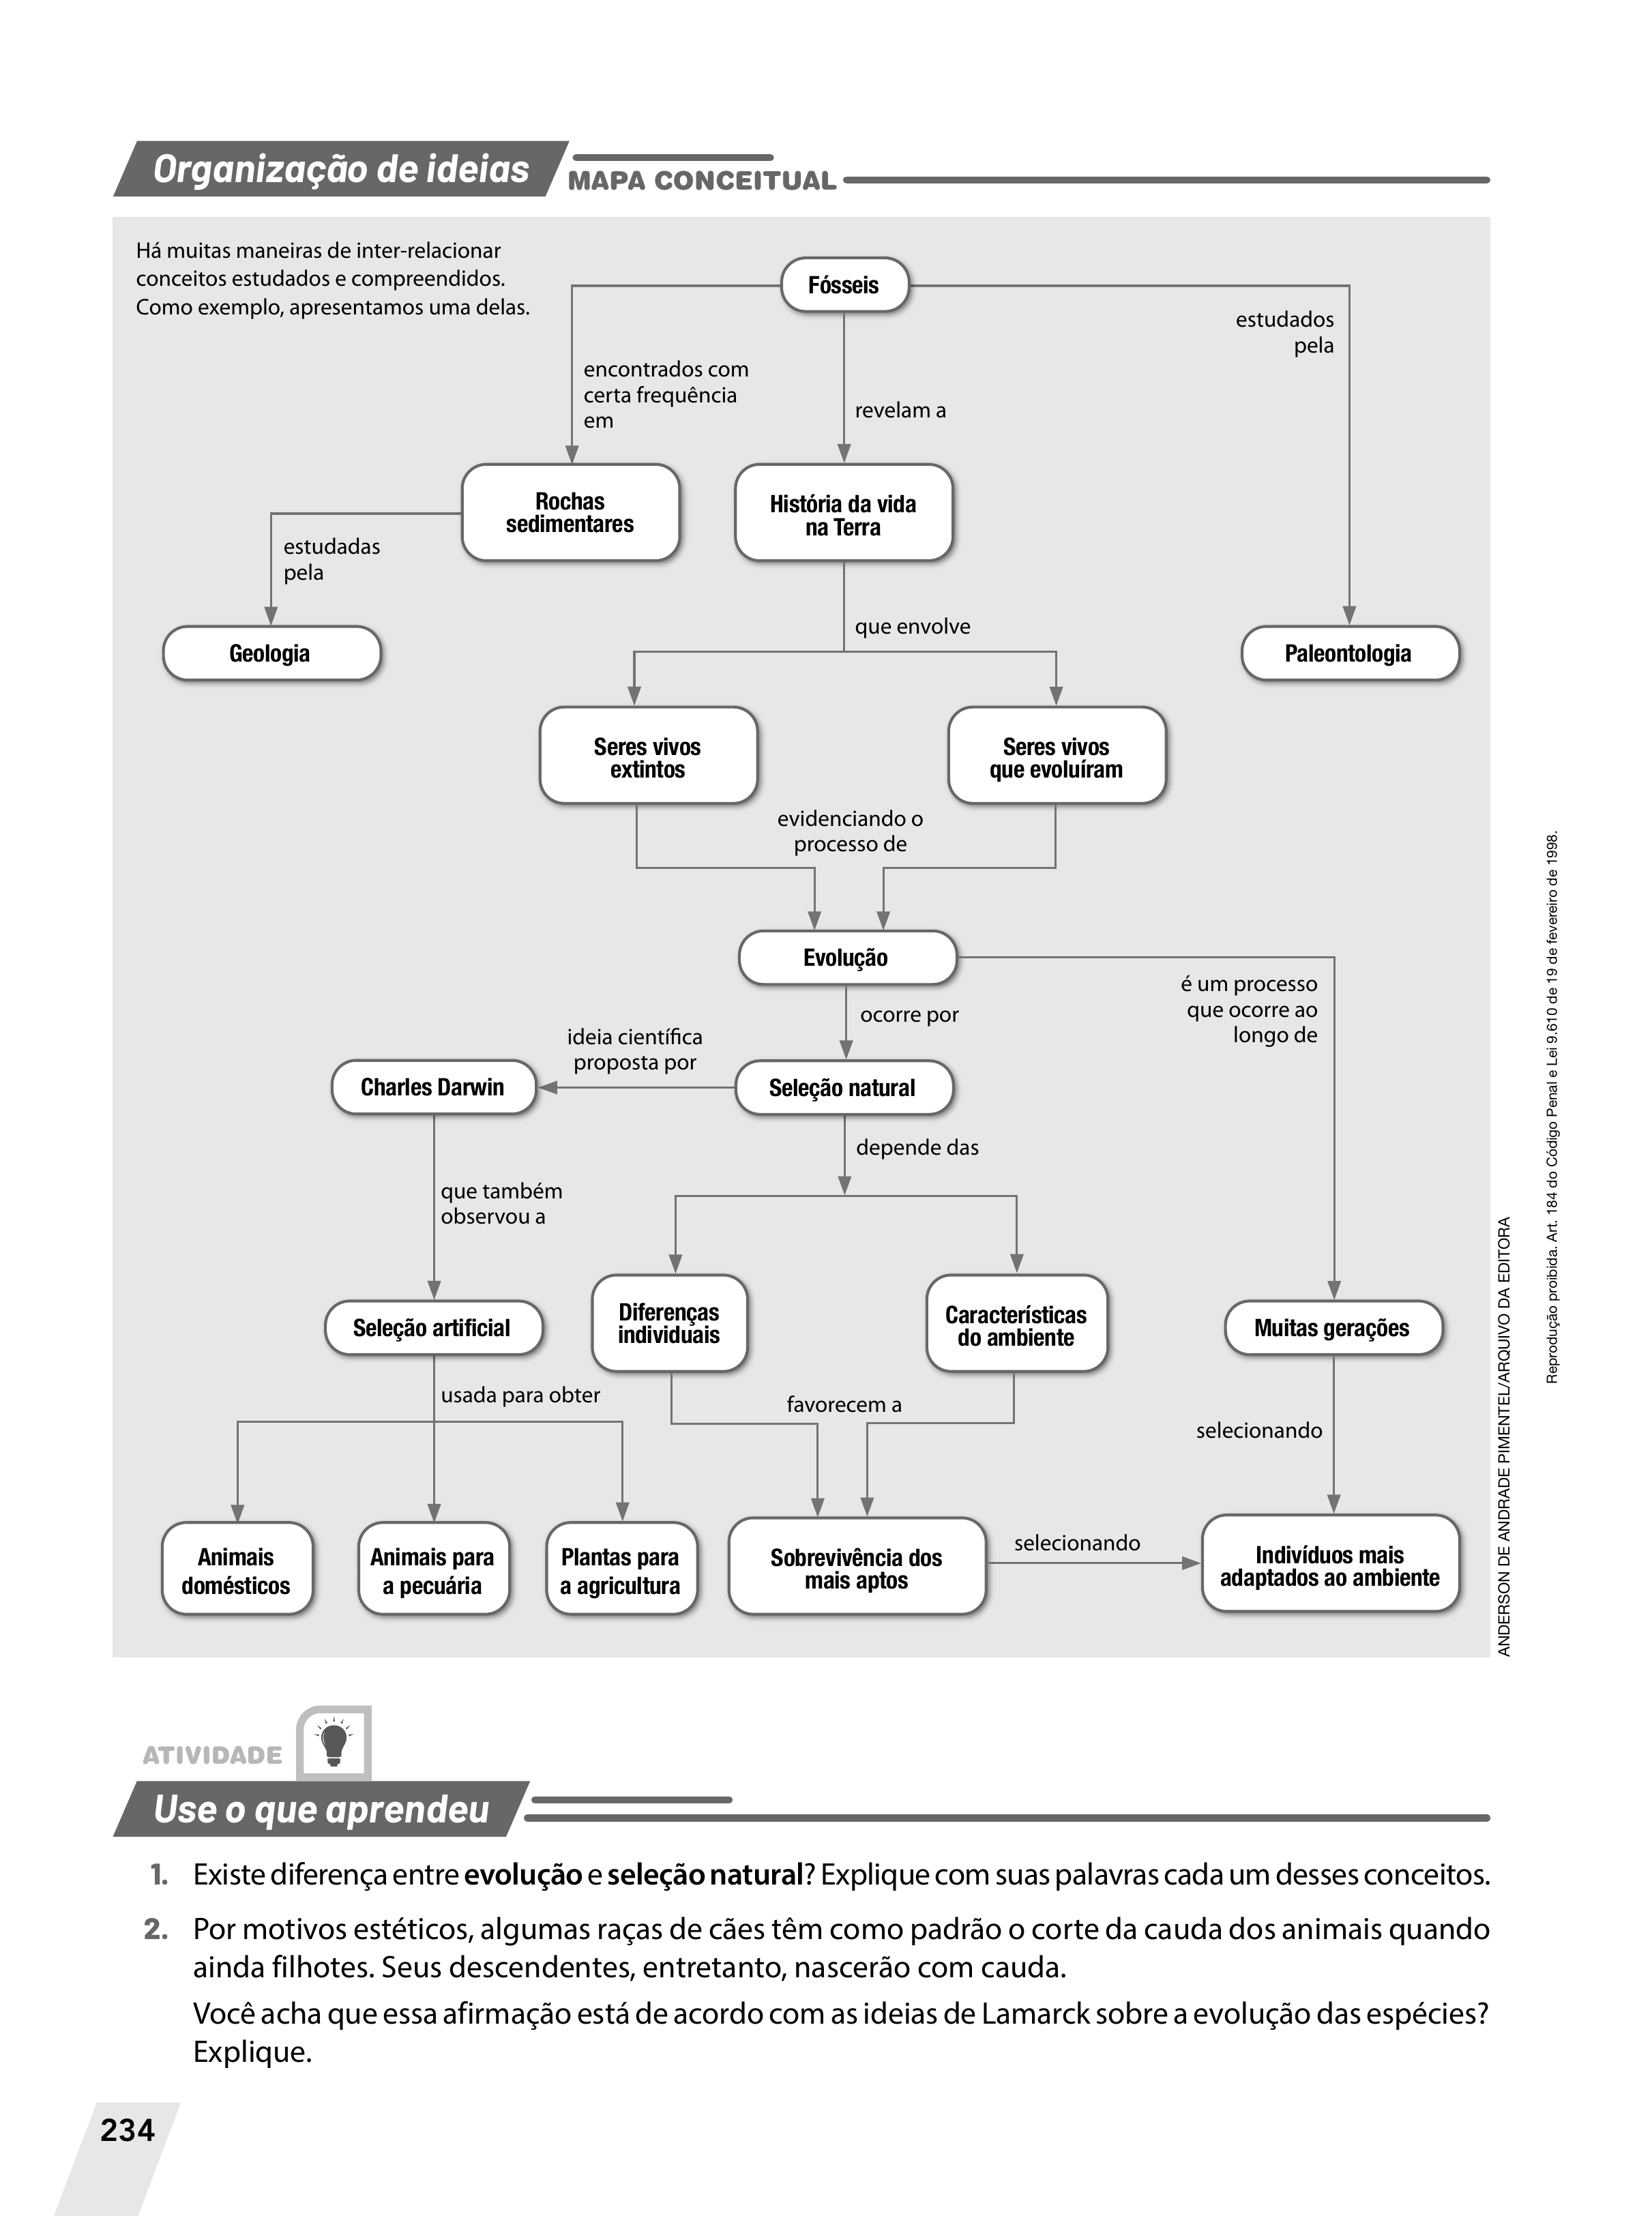 Organização de ideias
MAPA CONCEITUAL
Há muitas maneiras de inter-relacionar
conceitos estudados e compreendidos.
Como exemplo, apresentamos uma delas.
Fósseis
estudados
pela
encontrados com
certa frequência
em
revelam a
Rochas
sedimentares
História da vida
na Terra
estudadas
pela
que envolve
Geologia
Paleontologia
Seres vivos
extintos
Seres vivos
que evoluíram
evidenciando o
processo de
Evolução
é um processo
que ocorre ao
longo de
ocorre por
ideia científica
proposta por
Charles Darwin
Seleção natural
depende das
que também
observou a
Seleção artificial
Diferenças
individuais
Características
do ambiente
Muitas gerações
usada para obter
favorecem a
selecionando
Animais
domésticos
Animais para
a pecuária
Plantas para
a agricultura
Sobrevivência dos
mais aptos
selecionando
Indivíduos mais
adaptados ao ambiente
ANDERSON DE ANDRADE PIMENTEL/ARQUIVO DA EDITORA
Reprodução proibida. Art. 184 do Código Penal e Lei 9.610 de 19 de fevereiro de 1998.
ATIVIDADE
Use o que aprendeu
1. Existe diferença entre evolução e seleção natural? Explique com suas palavras cada um desses conceitos.
2. Por motivos estéticos, algumas raças de cães têm como padrão o corte da cauda dos animais quando
ainda filhotes. Seus descendentes, entretanto, nascerão com cauda.
Você acha que essa afirmação está de acordo com as ideias de Lamarck sobre a evolução das espécies?
Explique.
234